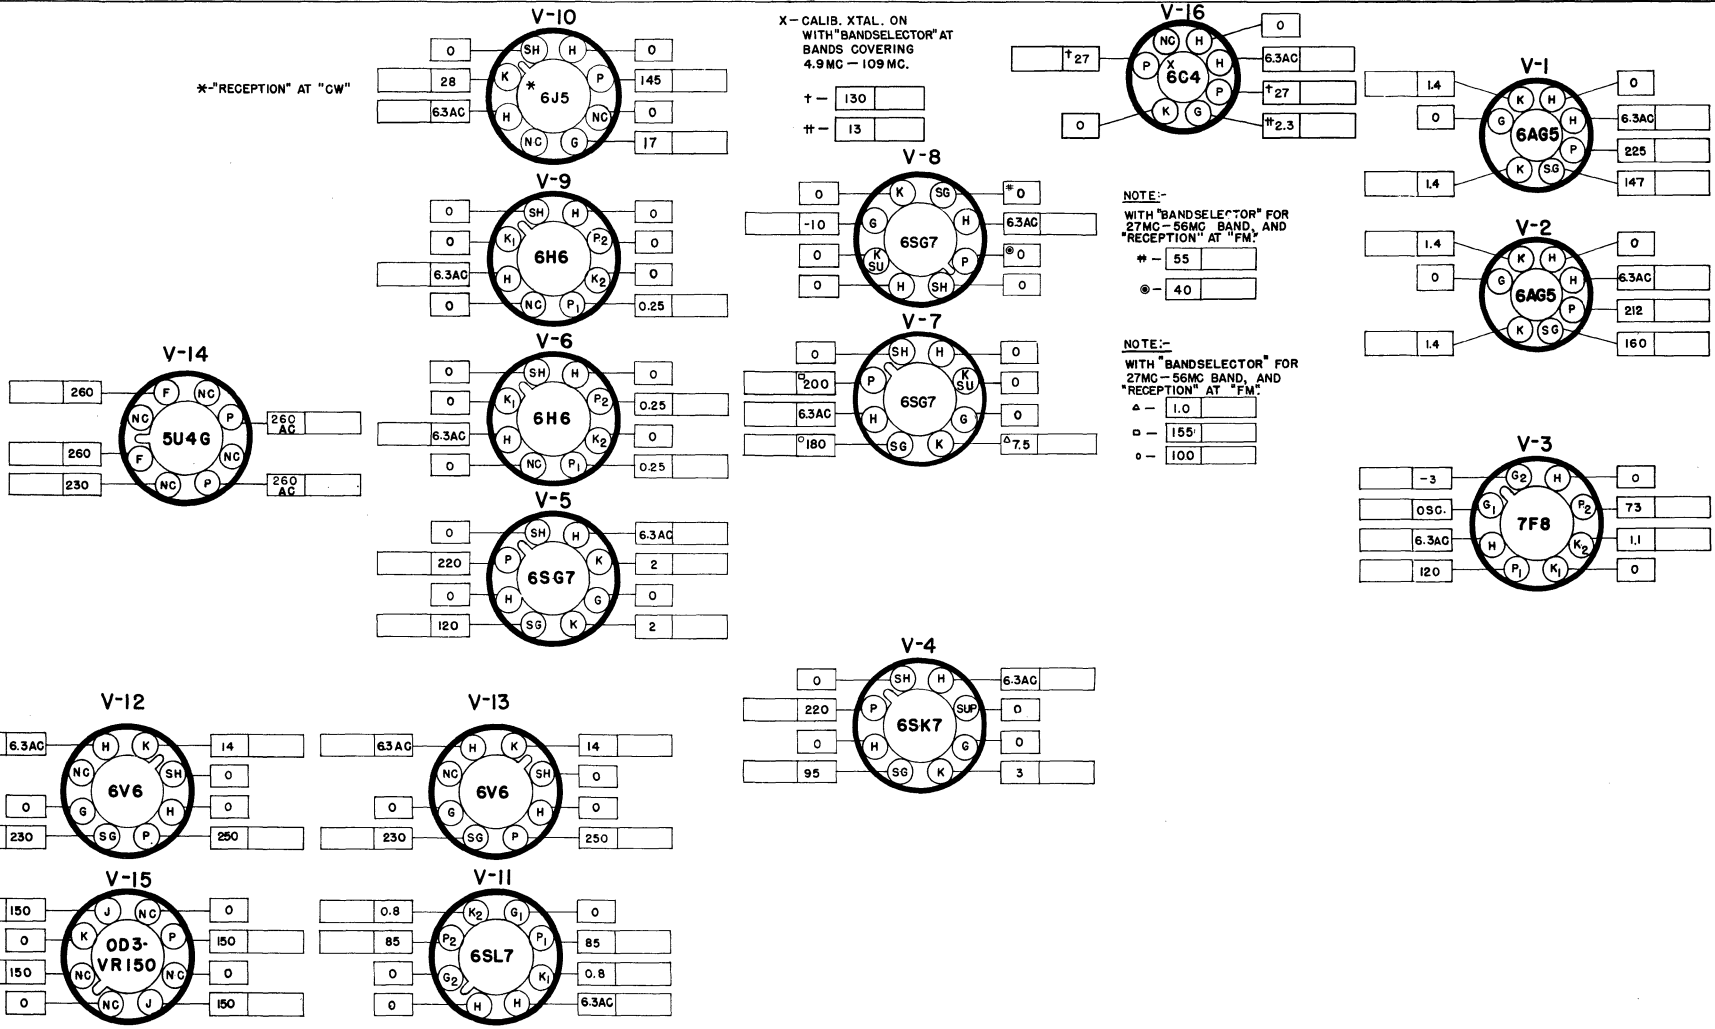 V-10
0 SH H 0
28 K P 145
*
6J5
6.3AC H NC 0
NC G 17
*-"RECEPTION" AT "CW"
X- CALIB. XTAL. ON
WITH "BANDSELECTOR" AT
BANDS COVERING
4.9MC - 109MC.
† - 130
†† - 13
V-16
NC H 0
†27 P H 6.3AC
X
6C4
P †27
0 K G ††2.3
V-1
1.4 K H 0
0 G H 6.3AC
6AG5
P 225
1.4 K SG 147
V-9
0 SH H 0
0 K1 P2 0
6H6
6.3AC H K2 0
0 NC P1 0.25
V-8
0 K SG #0
-10 G H 6.3AC
6SG7
0 K SU P ◉0
0 H SH 0
NOTE:-
WITH "BANDSELECTOR" FOR
27MC-56MC BAND, AND
"RECEPTION" AT "FM".
# - 55
◉ - 40
V-2
1.4 K H 0
0 G H 6.3AC
6AG5
P 212
1.4 K SG 160
V-14
260 F NC
NC P 260 AC
5U4G
260 F NC
230 NC P 260 AC
V-6
0 SH H 0
0 K1 P2 0.25
6H6
6.3AC H K2 0
0 NC P1 0.25
V-7
0 SH H 0
□200 P K SU 0
6SG7
6.3AC H G 0
○180 SG K △7.5
NOTE:-
WITH "BANDSELECTOR" FOR
27MC-56MC BAND, AND
"RECEPTION" AT "FM".
△ - 1.0
□ - 155
○ - 100
V-3
-3 G2 H 0
OSC. G1 P2 73
7F8
6.3AC H K2 1.1
120 P1 K1 0
V-5
0 SH H 6.3AC
220 P K 2
6SG7
0 H G 0
120 SG K 2
V-4
0 SH H 6.3AC
220 P SUP 0
6SK7
0 H G 0
95 SG K 3
V-12
6.3AC H K 14
NC SH 0
6V6
0 G H 0
230 SG P 250
V-13
6.3AC H K 14
NC SH 0
6V6
0 G H 0
230 SG P 250
V-15
150 J NC 0
0 K P 150
OD3-
VR150
150 NC NC 0
0 NC J 150
V-11
0.8 K2 G1 0
85 P2 P1 85
6SL7
0 G2 K1 0.8
0 H H 6.3AC